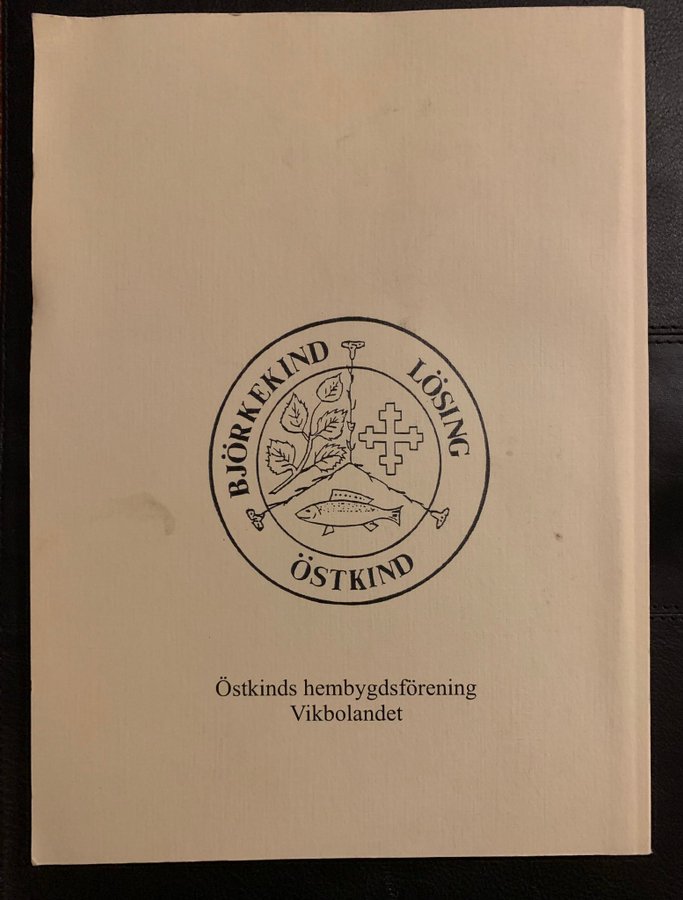 BJÖRKEKIND
LÖSING
ÖSTKIND
Östkinds hembygdsförening
Vikbolandet